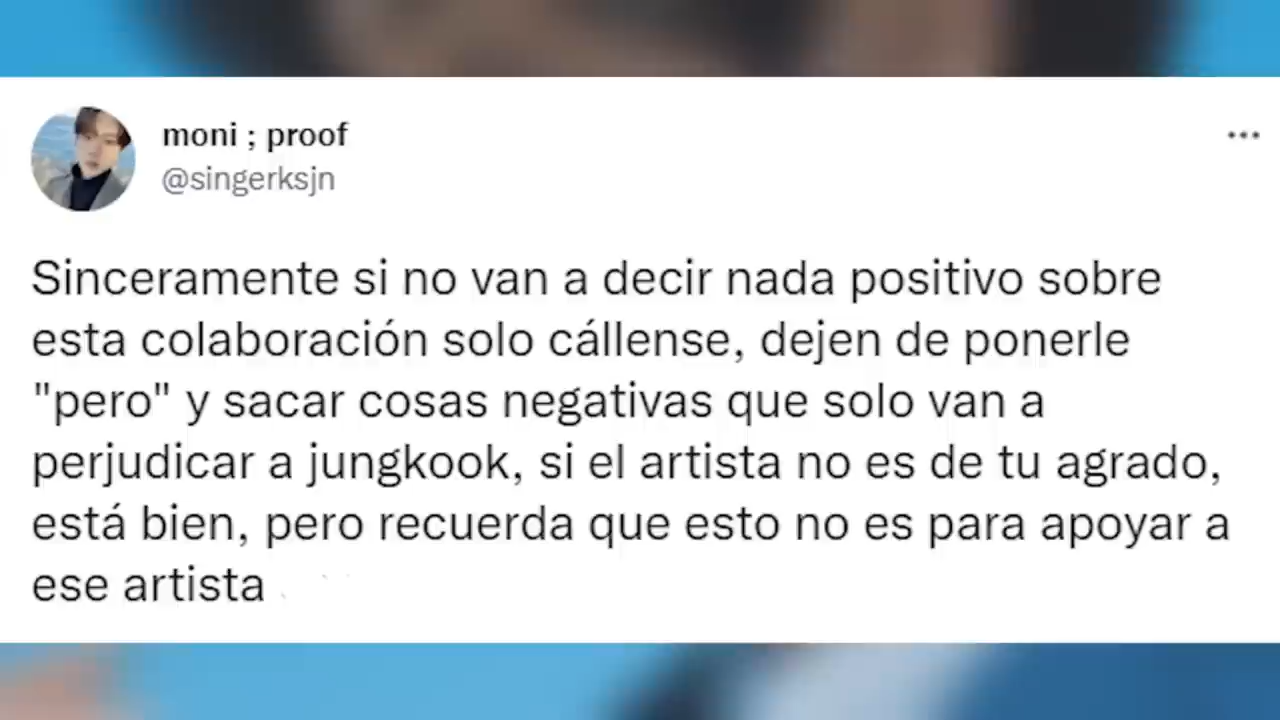 moni ; proof
@singerksjn
Sinceramente si no van a decir nada positivo sobre
esta colaboración solo cállense, dejen de ponerle
"pero" y sacar cosas negativas que solo van a
perjudicar a jungkook, si el artista no es de tu agrado,
está bien, pero recuerda que esto no es para apoyar a
ese artista